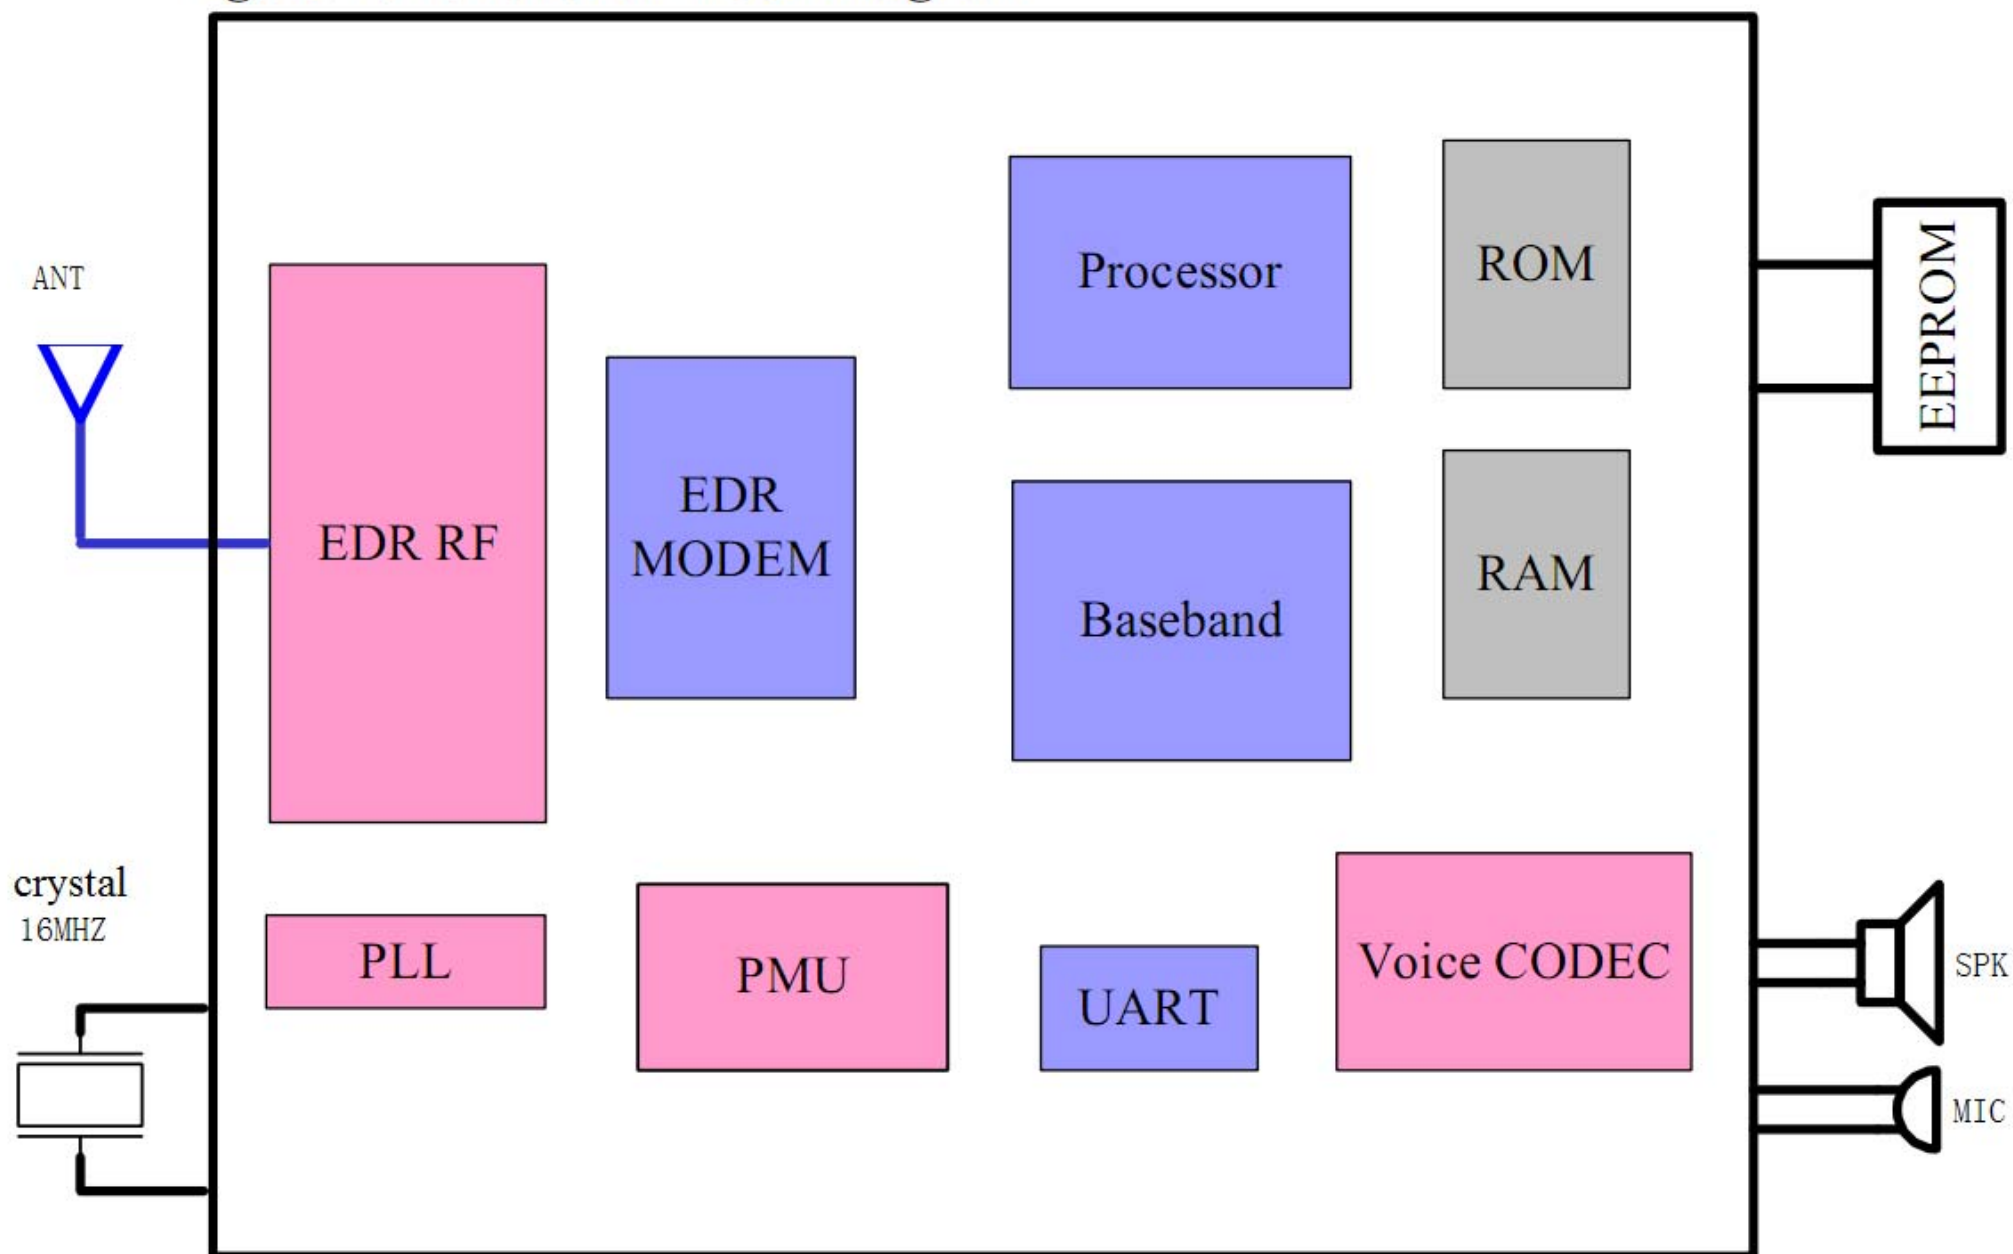 ANT
EDR RF
EDR
MODEM
Processor
ROM
EEPROM
Baseband
RAM
crystal
16MHZ
PLL
PMU
UART
Voice CODEC
SPK
MIC